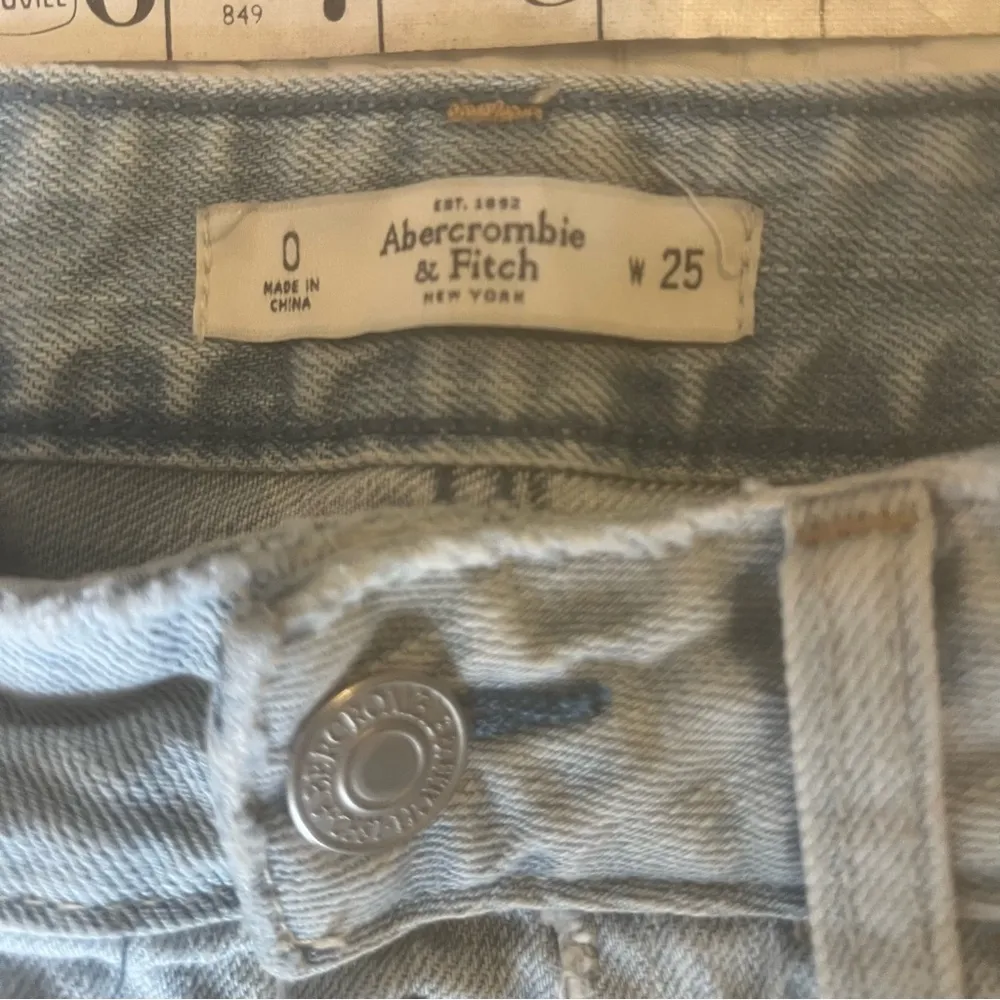 849
EST. 1892
Abercrombie
& Fitch
NEW YORK
0
MADE IN
CHINA
W 25